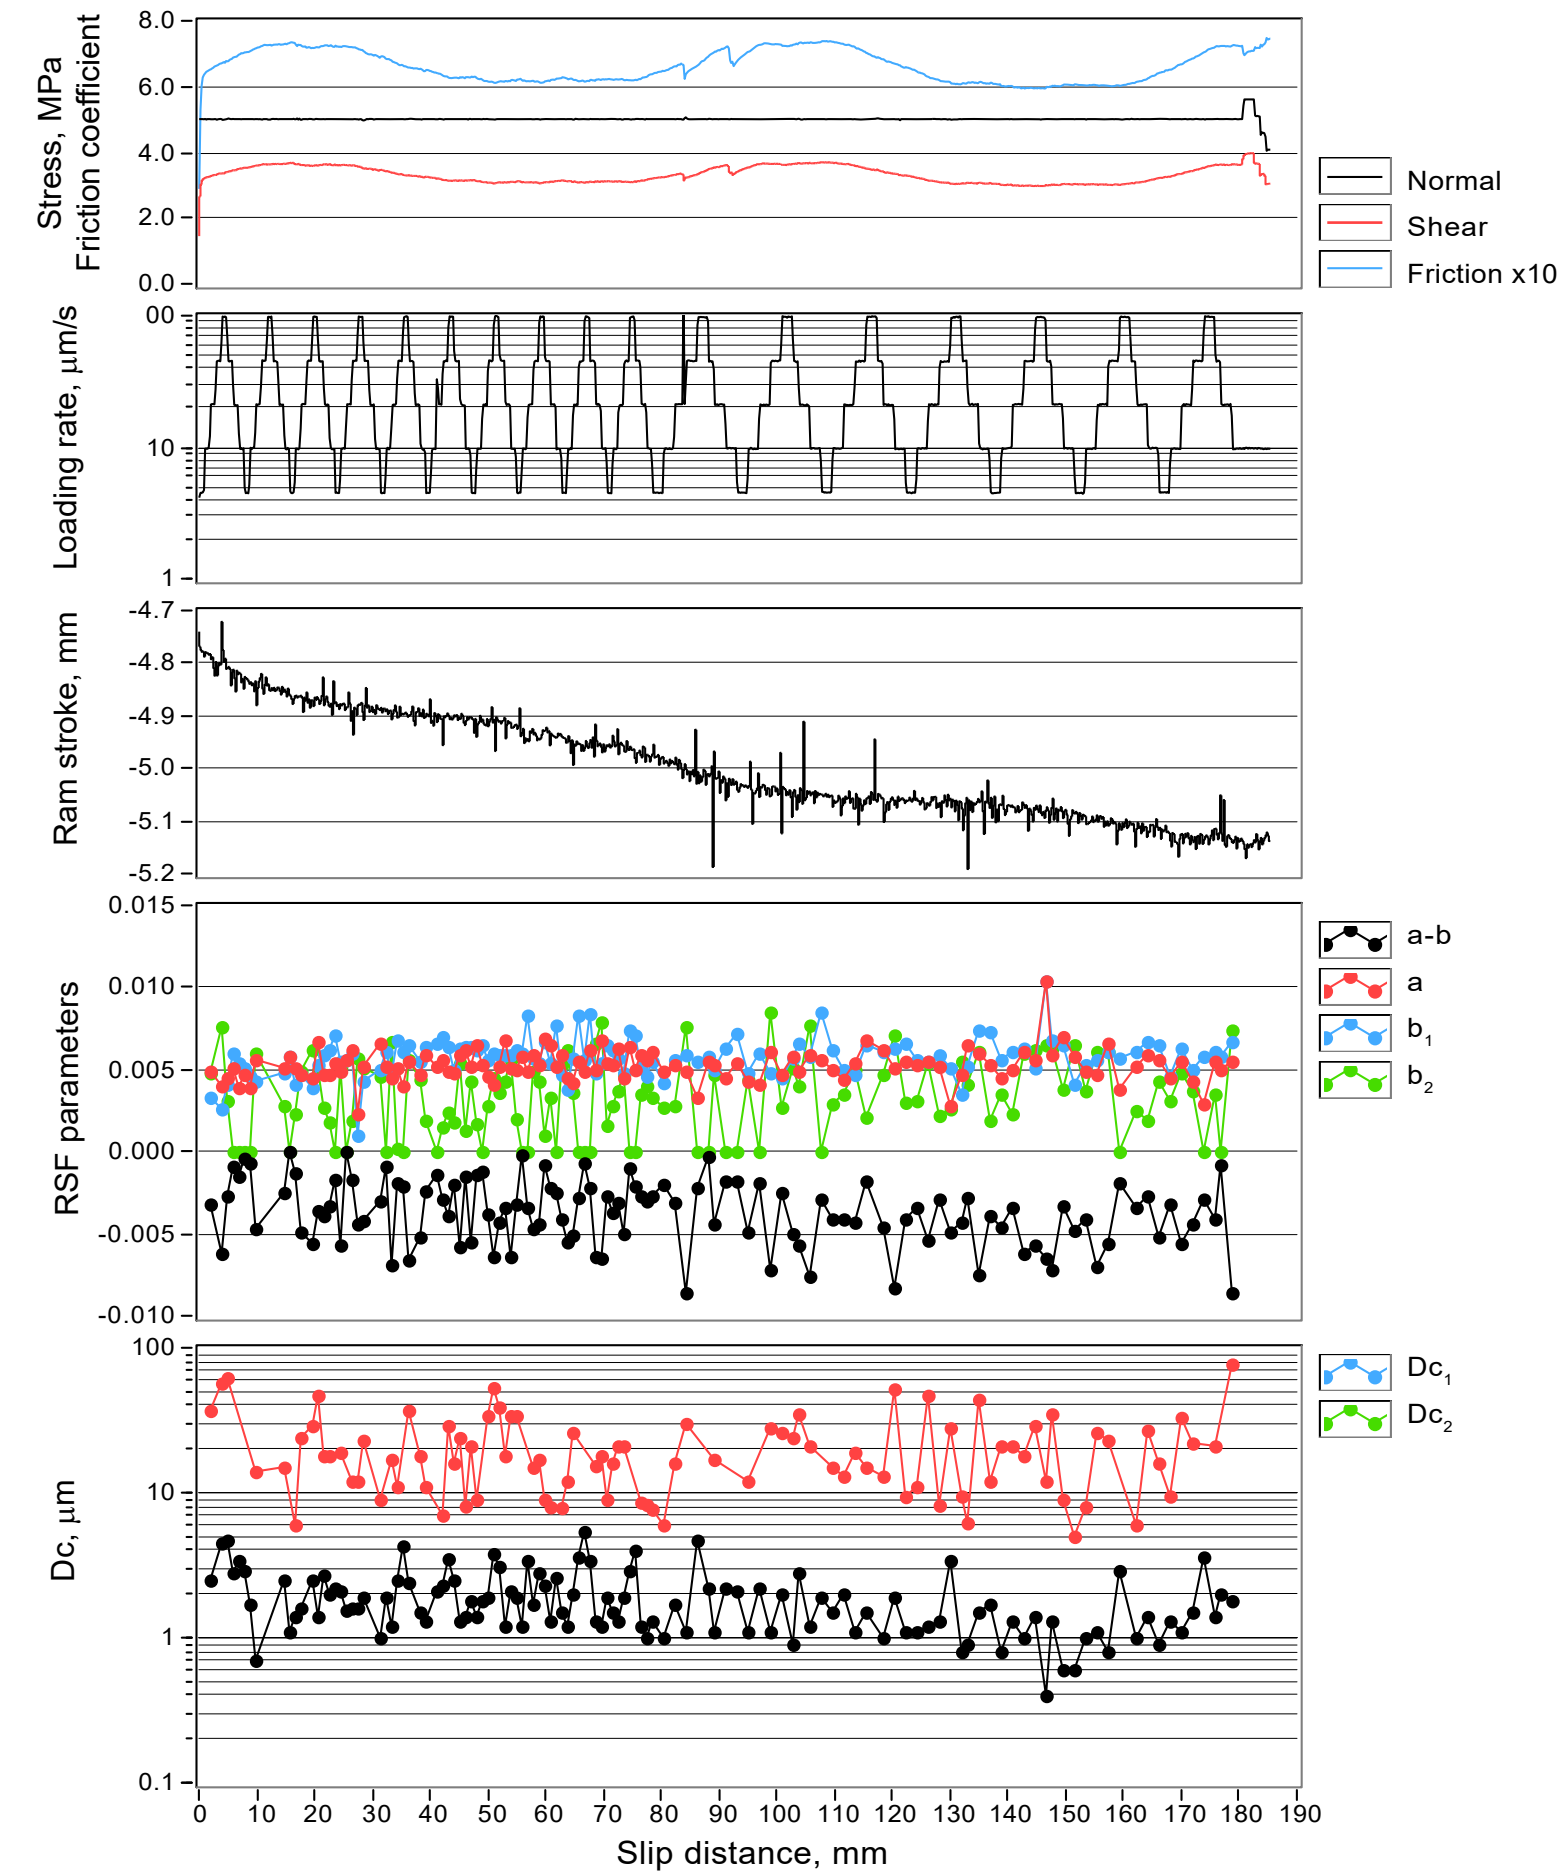 Stress, MPa
Friction coefficient
8.0
6.0
4.0
2.0
0.0
Normal
Shear
Friction x10
Loading rate, µm/s
00
10
1
Ram stroke, mm
-4.7
-4.8
-4.9
-5.0
-5.1
-5.2
RSF parameters
0.015
0.010
0.005
0.000
-0.005
-0.010
a-b
a
b₁
b₂
Dc, µm
100
10
1
0.1
Dc₁
Dc₂
0 10 20 30 40 50 60 70 80 90 100 110 120 130 140 150 160 170 180 190
Slip distance, mm